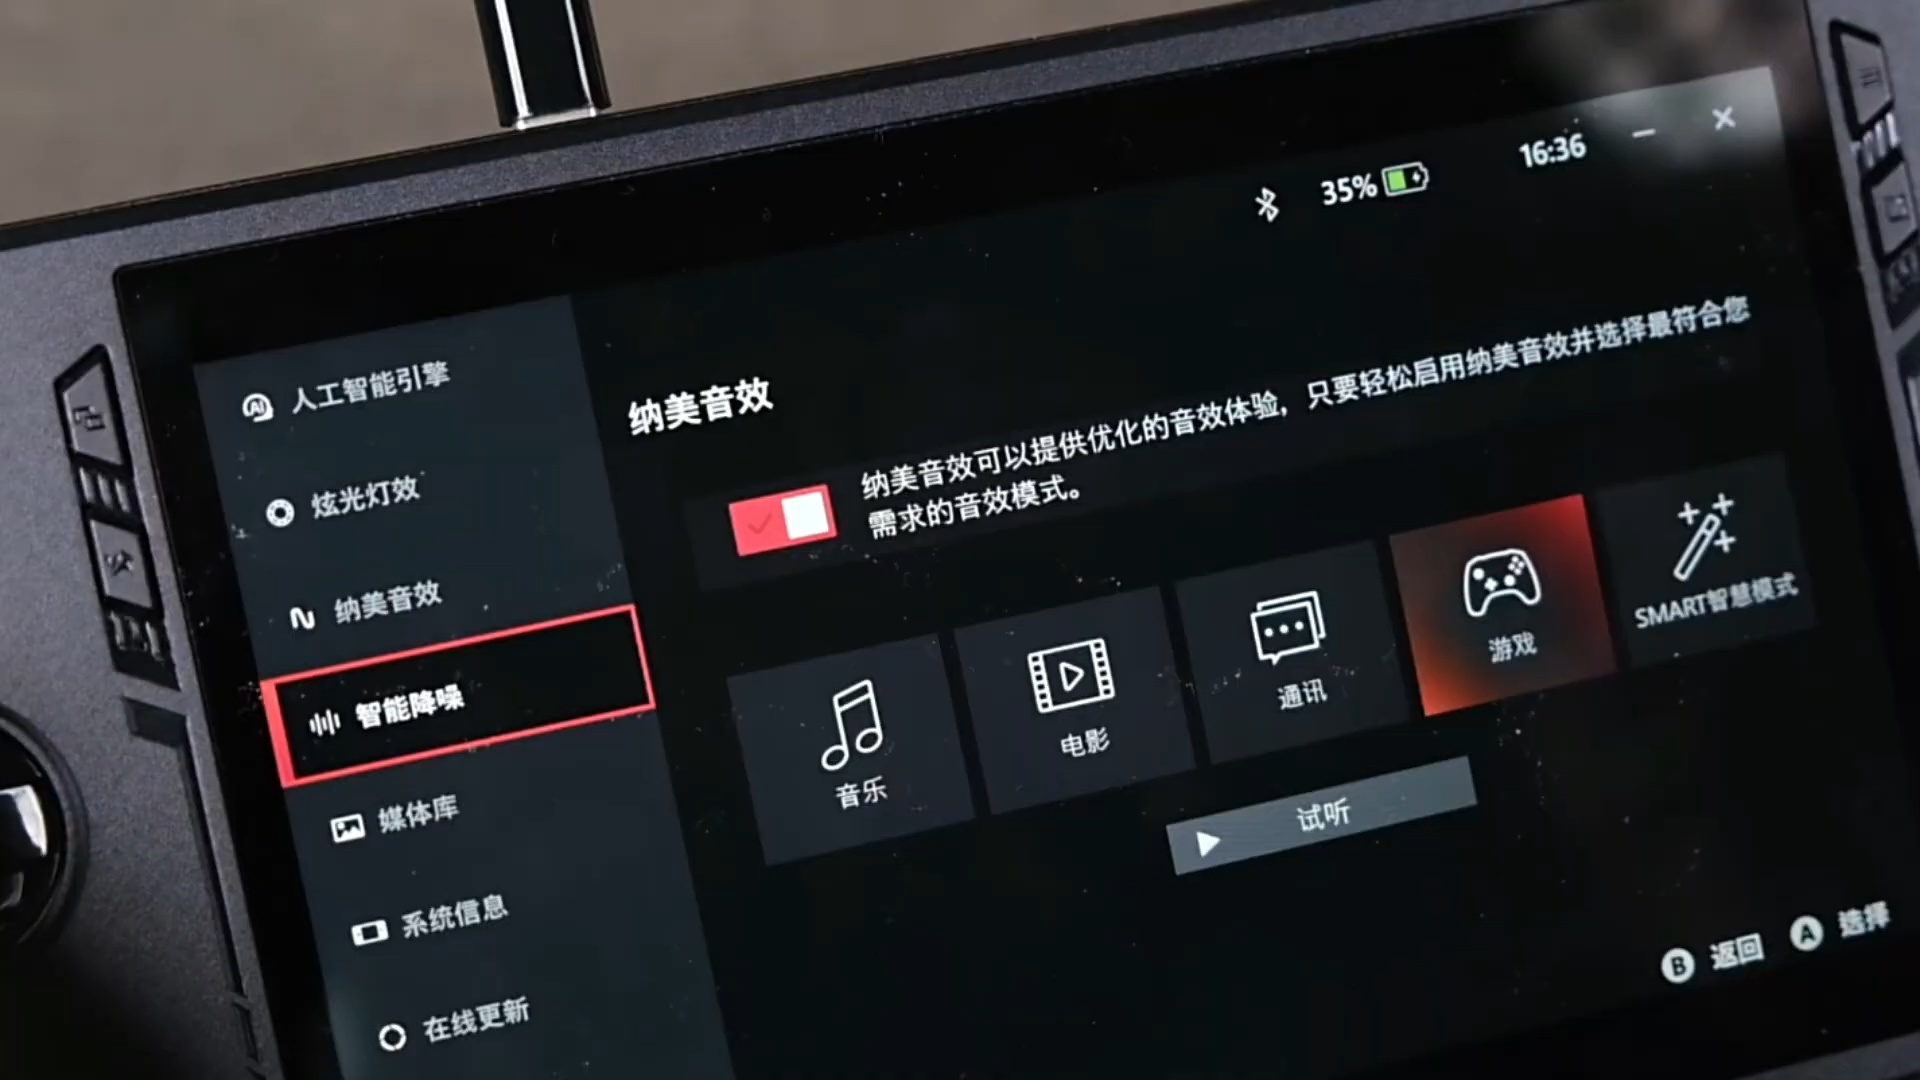 35%
16:36
人工智能引擎
炫光灯效
纳美音效
智能降噪
媒体库
系统信息
在线更新
纳美音效
纳美音效可以提供优化的音效体验，只要轻松启用纳美音效并选择最符合您
需求的音效模式。
音乐
电影
通讯
游戏
SMART智慧模式
试听
B 返回
A 選择